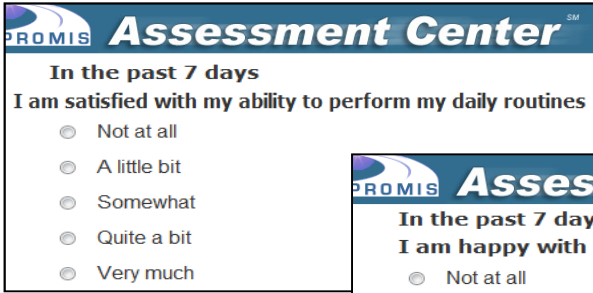 PROMIS Assessment Center SM
In the past 7 days
I am satisfied with my ability to perform my daily routines
Not at all
A little bit
Somewhat
Quite a bit
Very much
PROMIS Asses
In the past 7 day
I am happy with
Not at all